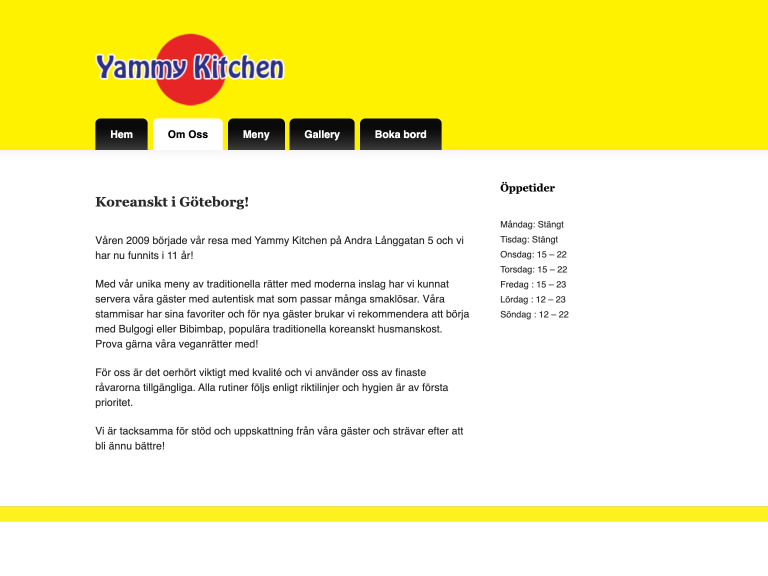 Yammy Kitchen
Hem
Om Oss
Meny
Gallery
Boka bord
Koreanskt i Göteborg!
Våren 2009 började vår resa med Yammy Kitchen på Andra Långgatan 5 och vi
har nu funnits i 11 år!
Med vår unika meny av traditionella rätter med moderna inslag har vi kunnat
servera våra gäster med autentisk mat som passar många smaklösar. Våra
stammisar har sina favoriter och för nya gäster brukar vi rekommendera att börja
med Bulgogi eller Bibimbap, populära traditionella koreanskt husmanskost.
Prova gärna våra veganrätter med!
För oss är det oerhört viktigt med kvalité och vi använder oss av finaste
råvarorna tillgängliga. Alla rutiner följs enligt riktilinjer och hygien är av första
prioritet.
Vi är tacksamma för stöd och uppskattning från våra gäster och strävar efter att
bli ännu bättre!
Öppetider
Måndag: Stängt
Tisdag: Stängt
Onsdag: 15 – 22
Torsdag: 15 – 22
Fredag : 15 – 23
Lördag : 12 – 23
Söndag : 12 – 22